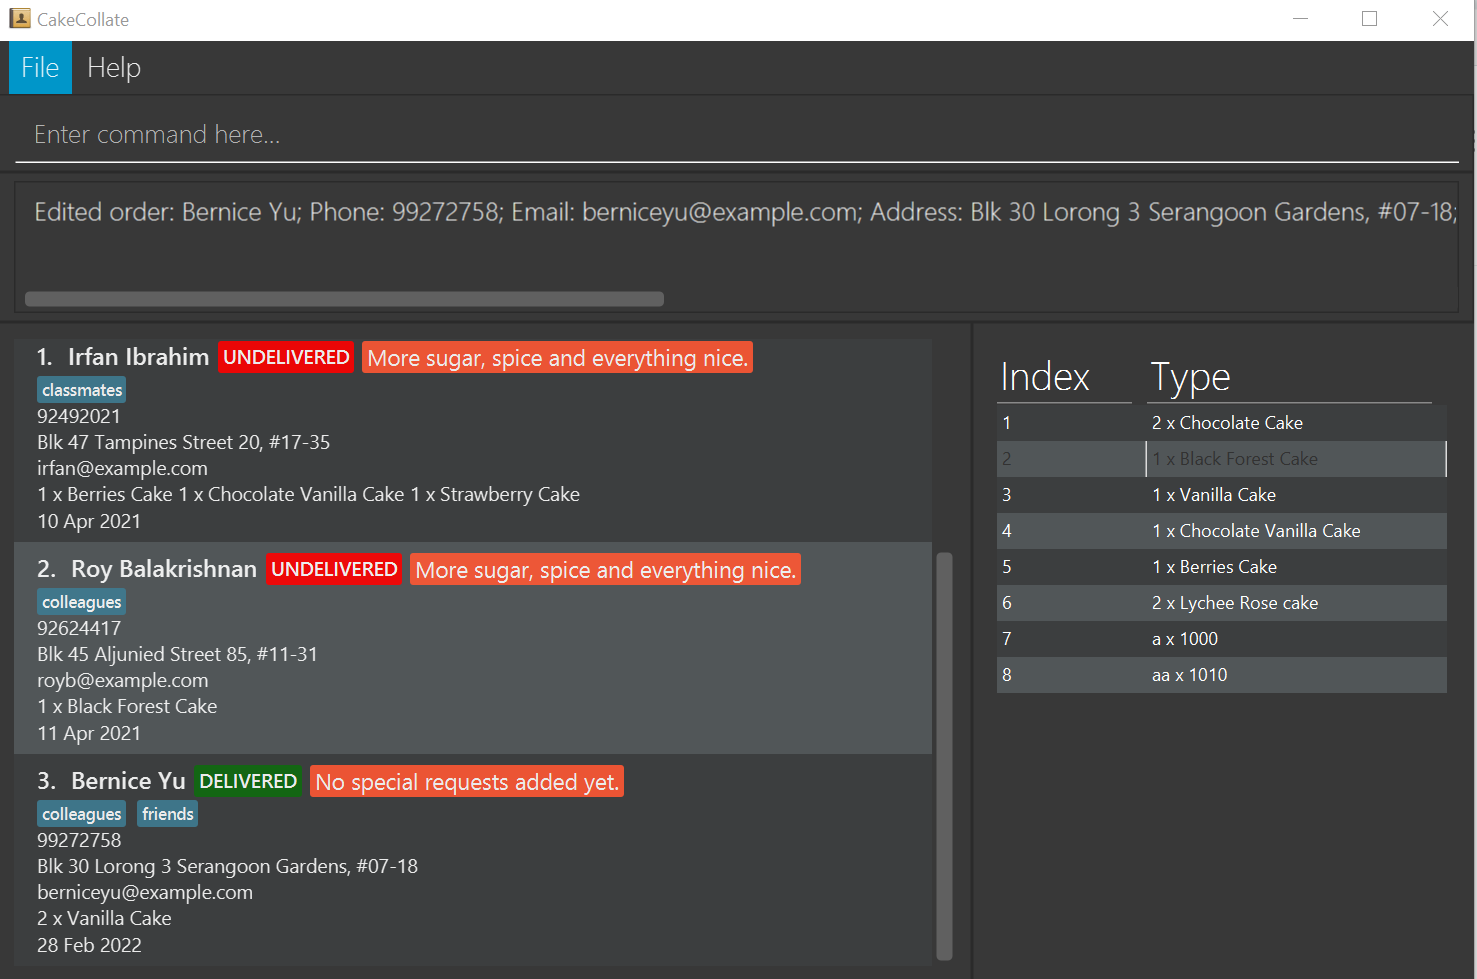 CakeCollate
File Help
Enter command here...
Edited order: Bernice Yu; Phone: 99272758; Email: berniceyu@example.com; Address: Blk 30 Lorong 3 Serangoon Gardens, #07-18;
1. Irfan Ibrahim UNDELIVERED More sugar, spice and everything nice.
classmates
92492021
Blk 47 Tampines Street 20, #17-35
irfan@example.com
1 x Berries Cake 1 x Chocolate Vanilla Cake 1 x Strawberry Cake
10 Apr 2021
2. Roy Balakrishnan UNDELIVERED More sugar, spice and everything nice.
colleagues
92624417
Blk 45 Aljunied Street 85, #11-31
royb@example.com
1 x Black Forest Cake
11 Apr 2021
3. Bernice Yu DELIVERED No special requests added yet.
colleagues friends
99272758
Blk 30 Lorong 3 Serangoon Gardens, #07-18
berniceyu@example.com
2 x Vanilla Cake
28 Feb 2022
Index Type
1 2 x Chocolate Cake
2 1 x Black Forest Cake
3 1 x Vanilla Cake
4 1 x Chocolate Vanilla Cake
5 1 x Berries Cake
6 2 x Lychee Rose cake
7 a x 1000
8 aa x 1010